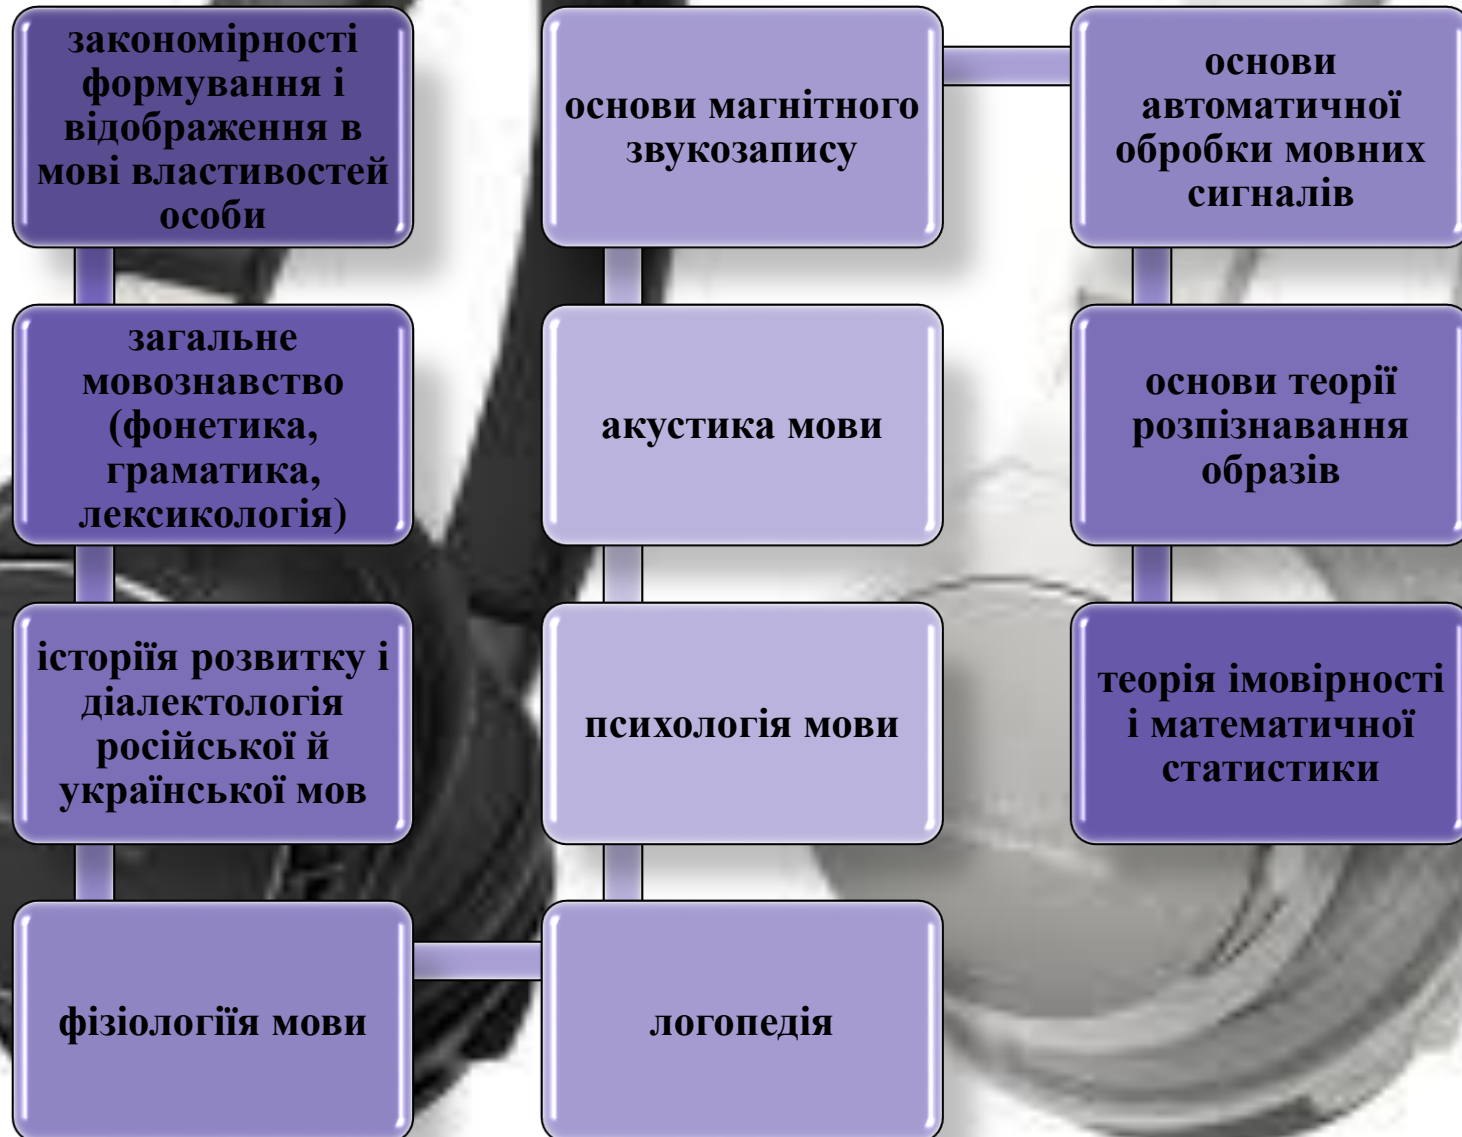 закономірності
формування і
відображення в
мові властивостей
особи
загальне
мовознавство
(фонетика,
граматика,
лексикологія)
історіїя розвитку і
діалектологія
російської й
української мов
фізіологіїя мови
логопедія
психологія мови
акустика мови
основи магнітного
звукозапису
основи
автоматичної
обробки мовних
сигналів
основи теорії
розпізнавання
образів
теорія імовірності
і математичної
статистики